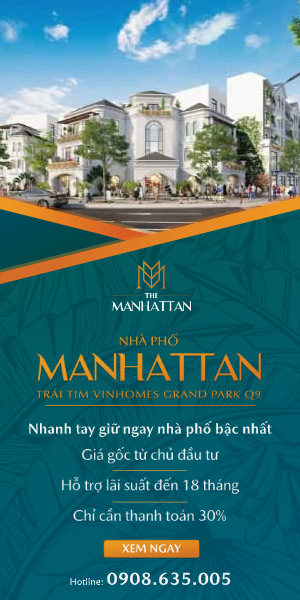 THE
MANHATTAN
NHÀ PHỐ
MANHATTAN
TRÁI TIM VINHOMES GRAND PARK Q9
Nhanh tay giữ ngay nhà phố bậc nhất
Giá gốc từ chủ đầu tư
Hỗ trợ lãi suất đến 18 tháng
Chỉ cần thanh toán 30%
XEM NGAY
Hotline: 0908.635.005